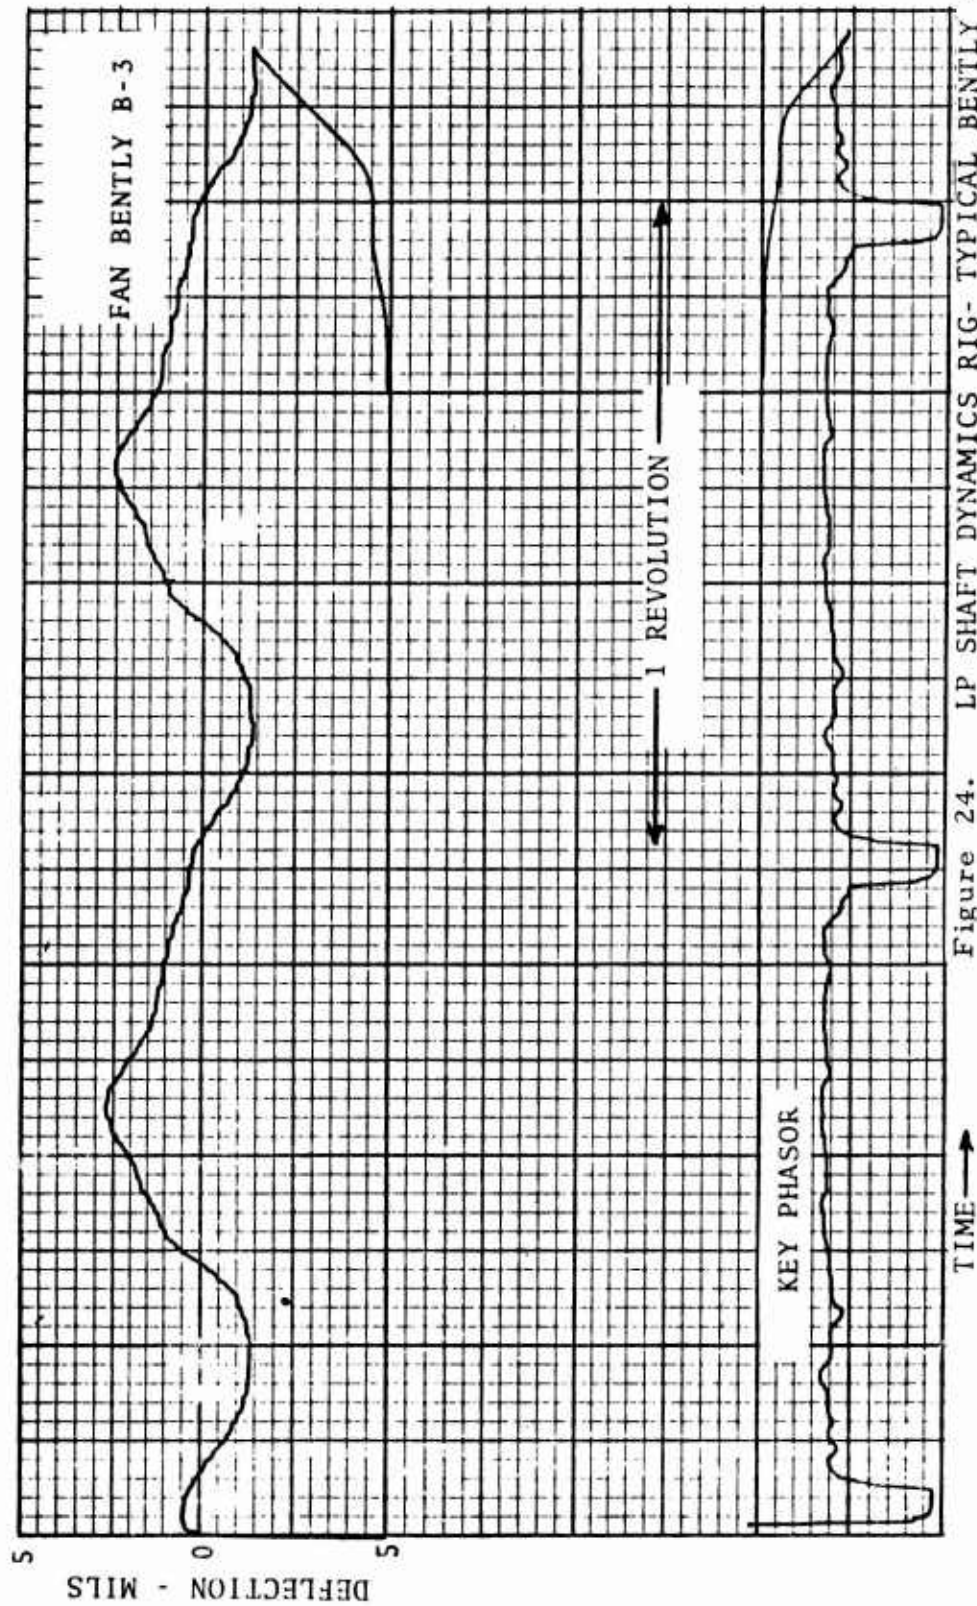 FAN BENTLY B-3
5
0
5
DEFLECTION - MILS
1 REVOLUTION
KEY PHASOR
TIME
Figure 24. LP SHAFT DYNAMICS RIG- TYPICAL BENTLY